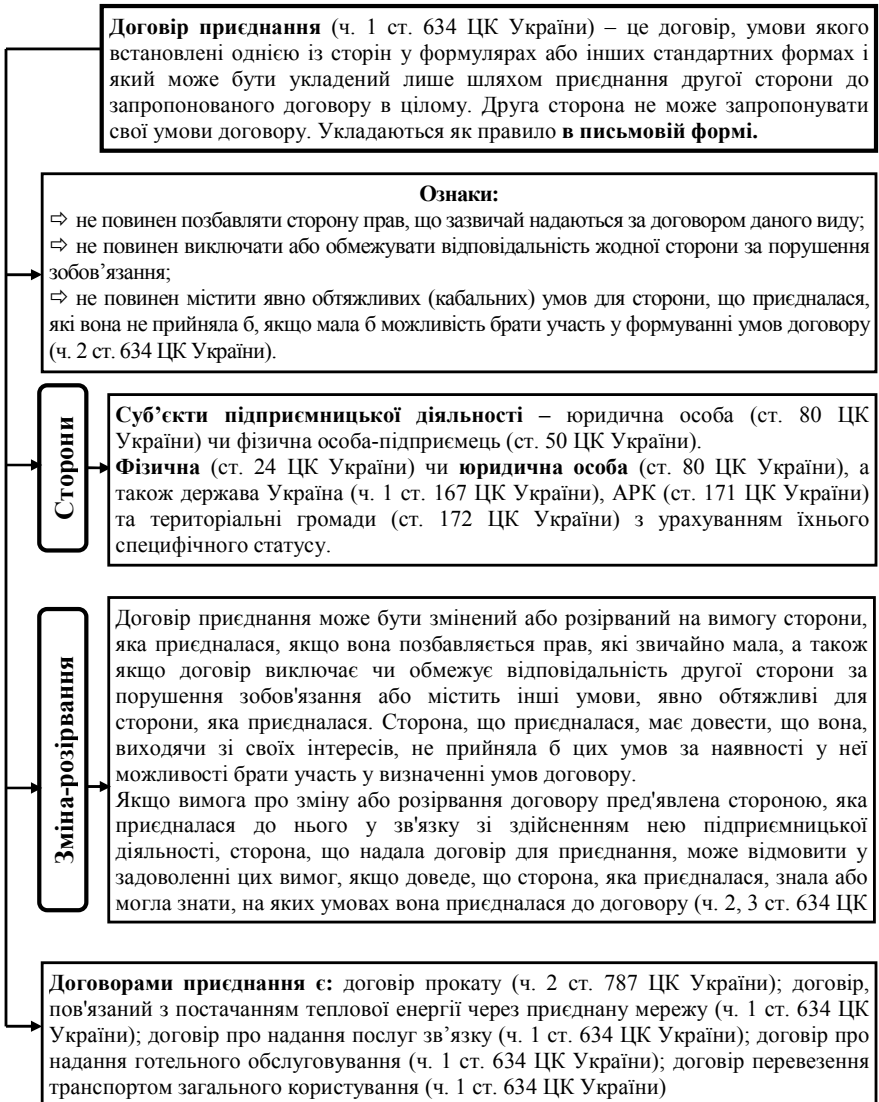 Договір приєднання (ч. 1 ст. 634 ЦК України) – це договір, умови якого
встановлені однією із сторін у формулярах або інших стандартних формах і
який може бути укладений лише шляхом приєднання другої сторони до
запропонованого договору в цілому. Друга сторона не може запропонувати
свої умови договору. Укладаються як правило в письмовій формі.
Ознаки:
⇨ не повинен позбавляти сторону прав, що зазвичай надаються за договором даного виду;
⇨ не повинен виключати або обмежувати відповідальність жодної сторони за порушення
зобов’язання;
⇨ не повинен містити явно обтяжливих (кабальних) умов для сторони, що приєдналася,
які вона не прийняла б, якщо мала б можливість брати участь у формуванні умов договору
(ч. 2 ст. 634 ЦК України).
Сторони
Суб’єкти підприємницької діяльності – юридична особа (ст. 80 ЦК
України) чи фізична особа-підприємець (ст. 50 ЦК України).
Фізична (ст. 24 ЦК України) чи юридична особа (ст. 80 ЦК України), а
також держава Україна (ч. 1 ст. 167 ЦК України), АРК (ст. 171 ЦК України)
та територіальні громади (ст. 172 ЦК України) з урахуванням їхнього
специфічного статусу.
Зміна-розірвання
Договір приєднання може бути змінений або розірваний на вимогу сторони,
яка приєдналася, якщо вона позбавляється прав, які звичайно мала, а також
якщо договір виключає чи обмежує відповідальність другої сторони за
порушення зобов'язання або містить інші умови, явно обтяжливі для
сторони, яка приєдналася. Сторона, що приєдналася, має довести, що вона,
виходячи зі своїх інтересів, не прийняла б цих умов за наявності у неї
можливості брати участь у визначенні умов договору.
Якщо вимога про зміну або розірвання договору пред'явлена стороною, яка
приєдналася до нього у зв'язку зі здійсненням нею підприємницької
діяльності, сторона, що надала договір для приєднання, може відмовити у
задоволенні цих вимог, якщо доведе, що сторона, яка приєдналася, знала або
могла знати, на яких умовах вона приєдналася до договору (ч. 2, 3 ст. 634 ЦК
Договорами приєднання є: договір прокату (ч. 2 ст. 787 ЦК України); договір,
пов'язаний з постачанням теплової енергії через приєднану мережу (ч. 1 ст. 634 ЦК
України); договір про надання послуг зв’язку (ч. 1 ст. 634 ЦК України); договір про
надання готельного обслуговування (ч. 1 ст. 634 ЦК України); договір перевезення
транспортом загального користування (ч. 1 ст. 634 ЦК України)